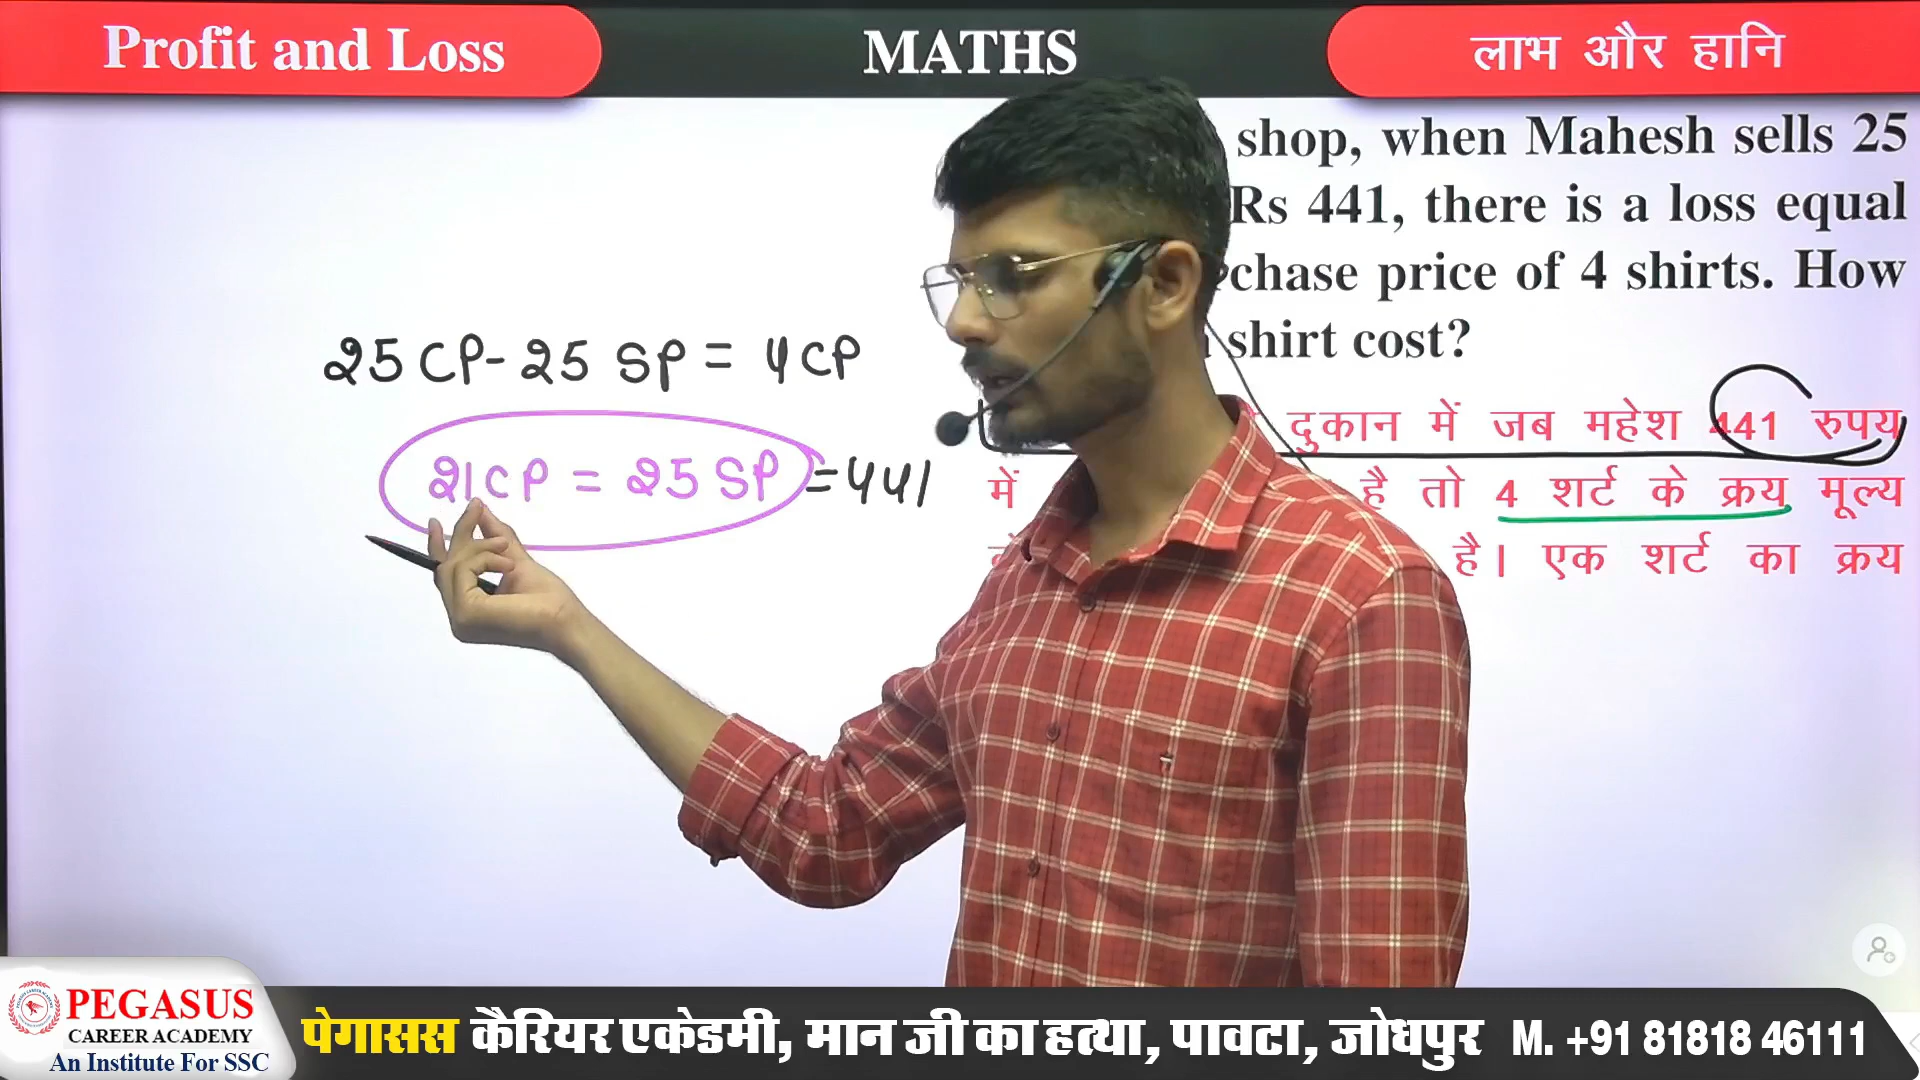 Profit and Loss
MATHS
लाभ और हानि
shop, when Mahesh sells 25
Rs 441, there is a loss equal
chase price of 4 shirts. How
shirt cost?
दुकान में जब महेश 441 रुपय
में है तो 4 शर्ट के क्रय मूल्य
है। एक शर्ट का क्रय
25 CP - 25 SP = 4 CP
21 CP = 25 SP = 441
PEGASUS
CAREER ACADEMY
An Institute For SSC
पेगासस कैरियर एकेडमी, मान जी का हत्था, पावटा, जोधपुर M. +91 81818 46111